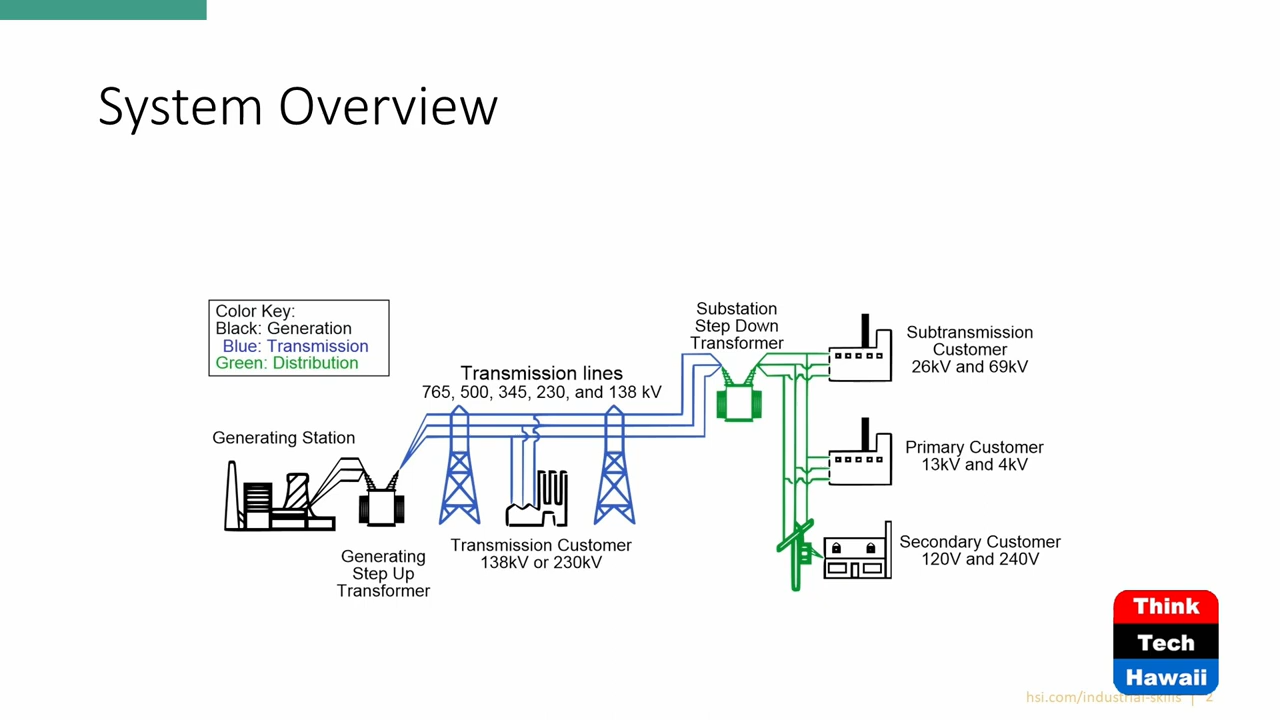 System Overview
Color Key:
Black: Generation
Blue: Transmission
Green: Distribution
Generating Station
Generating
Step Up
Transformer
Transmission lines
765, 500, 345, 230, and 138 kV
Transmission Customer
138kV or 230kV
Substation
Step Down
Transformer
Subtransmission
Customer
26kV and 69kV
Primary Customer
13kV and 4kV
Secondary Customer
120V and 240V
Think
Tech
Hawaii
hsi.com/industrial-skills | 2